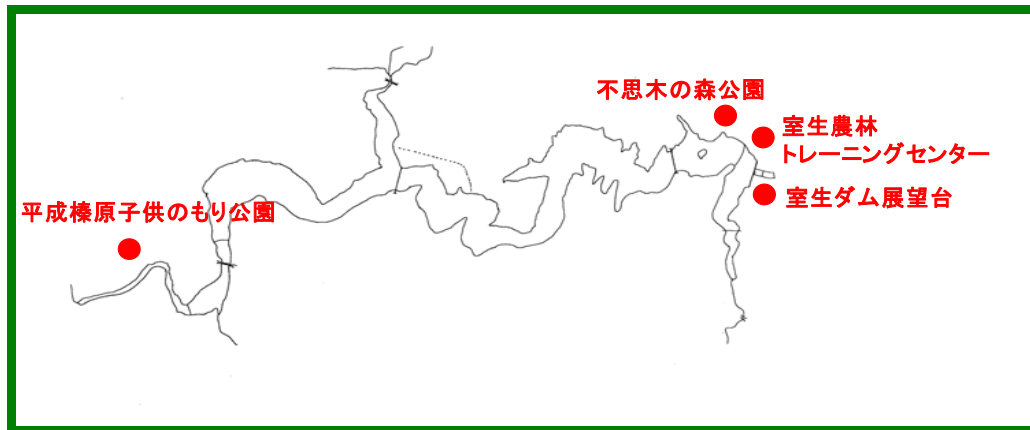 不思木の森公園
室生農林
トレーニングセンター
室生ダム展望台
平成榛原子供のもり公園